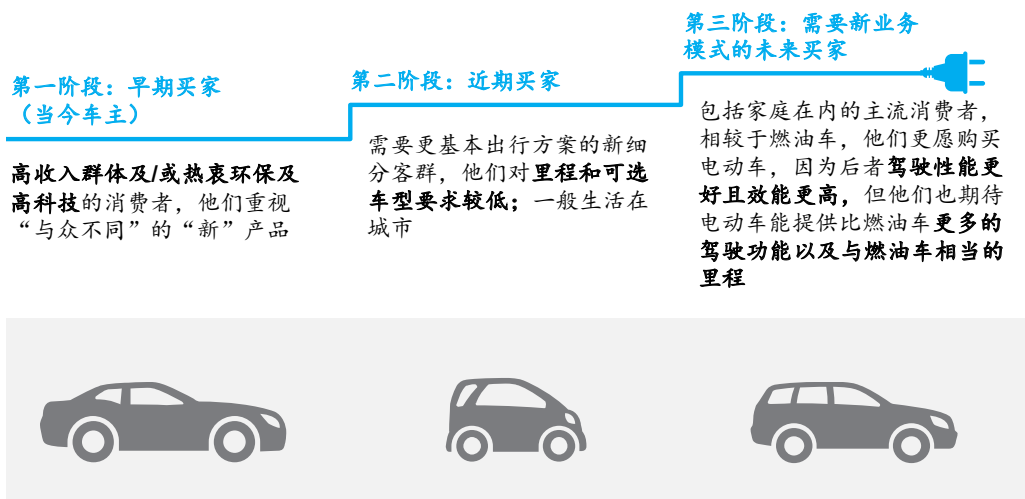 第一阶段：早期买家
（当今车主）
高收入群体及/或热衷环保及
高科技的消费者，他们重视
“与众不同”的“新”产品
第二阶段：近期买家
需要更基本出行方案的新细
分客群，他们对里程和可选
车型要求较低；一般生活在
城市
第三阶段：需要新业务
模式的未来买家
包括家庭在内的主流消费者，
相较于燃油车，他们更愿购买
电动车，因为后者驾驶性能更
好且效能更高，但他们也期待
电动车能提供比燃油车更多的
驾驶功能以及与燃油车相当的
里程